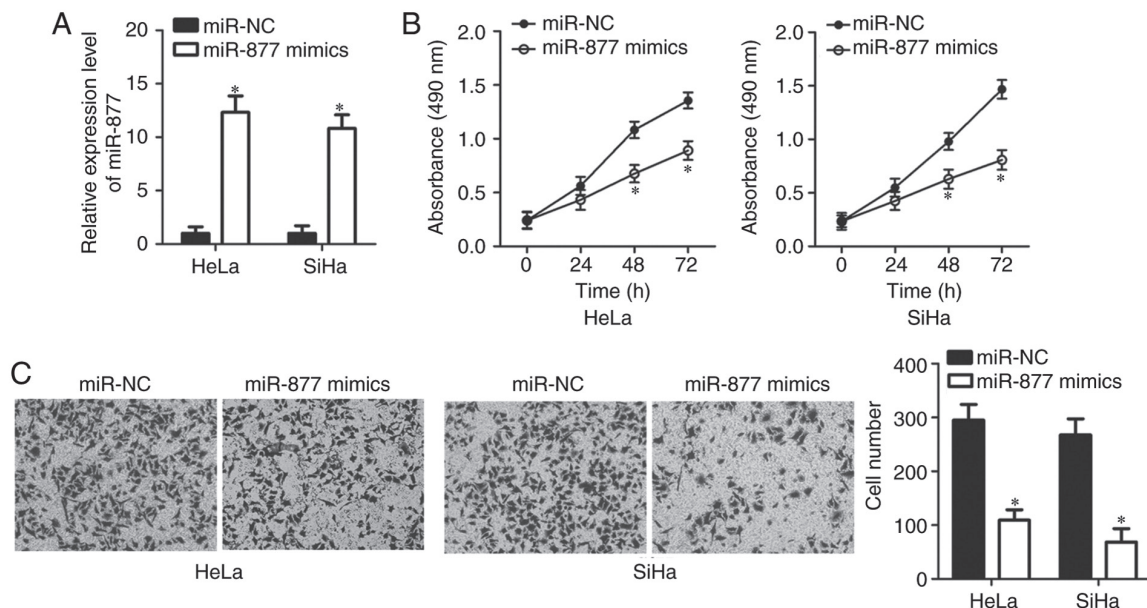 A
Relative expression level
of miR-877
20
15
10
5
0
miR-NC
miR-877 mimics
*
*
HeLa
SiHa
B
Absorbance (490 nm)
2.0
1.5
1.0
0.5
0.0
miR-NC
miR-877 mimics
*
*
0
24
48
72
Time (h)
HeLa
Absorbance (490 nm)
2.0
1.5
1.0
0.5
0.0
miR-NC
miR-877 mimics
*
*
0
24
48
72
Time (h)
SiHa
C
miR-NC
miR-877 mimics
HeLa
miR-NC
miR-877 mimics
SiHa
Cell number
400
300
200
100
0
miR-NC
miR-877 mimics
*
*
HeLa
SiHa